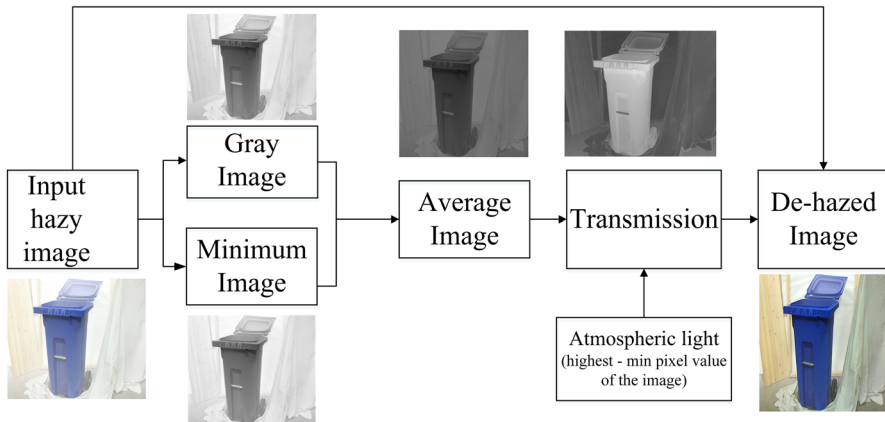 Input
hazy
image
Gray
Image
Minimum
Image
Average
Image
Transmission
De-hazed
Image
Atmospheric light
(highest - min pixel value
of the image)